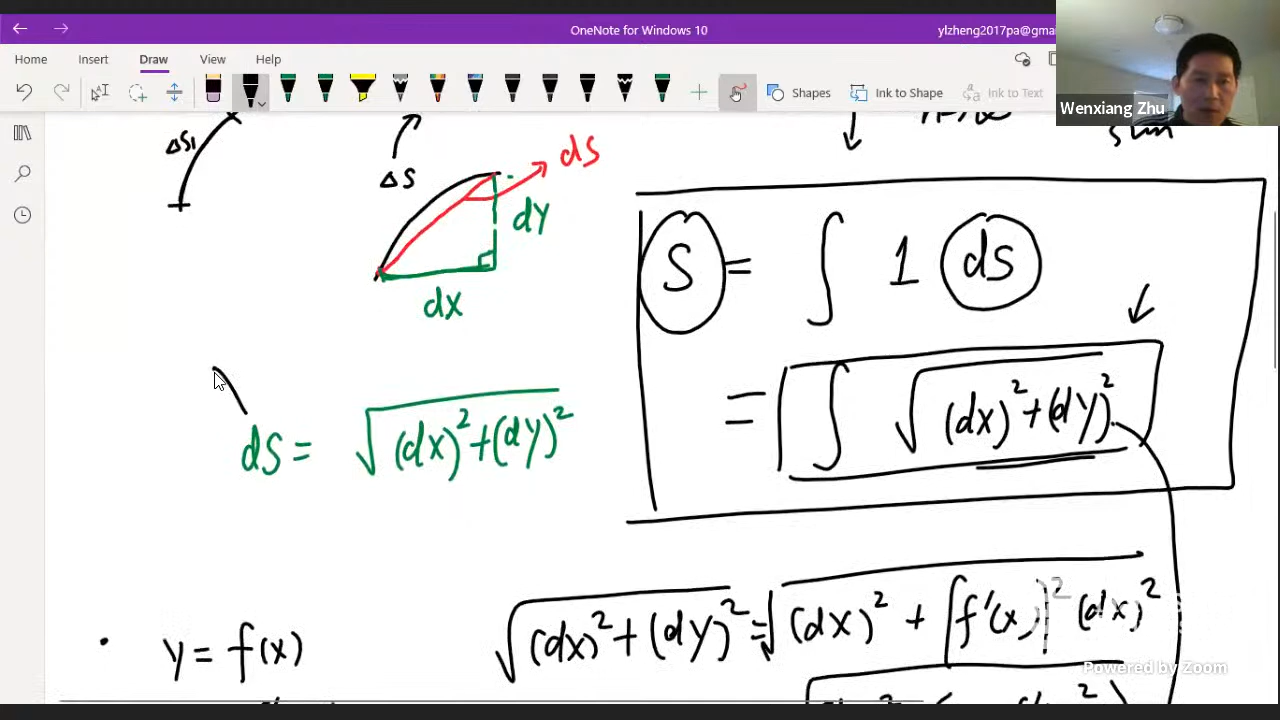 OneNote for Windows 10
ylzheng2017pa@gma
Home Insert Draw View Help
Shapes Ink to Shape Ink to Text
Wenxiang Zhu
ΔS₁
ΔS
dS
dY
dX
S = ∫ 1 dS
= ∫ √(dx)²+(dy)²
dS = √(dx)²+(dy)²
y = f(x)
√(dx)²+(dy)² = √(dx)² + [f'(x)]² (dx)²
Powered by Zoom